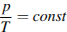 p/T = const